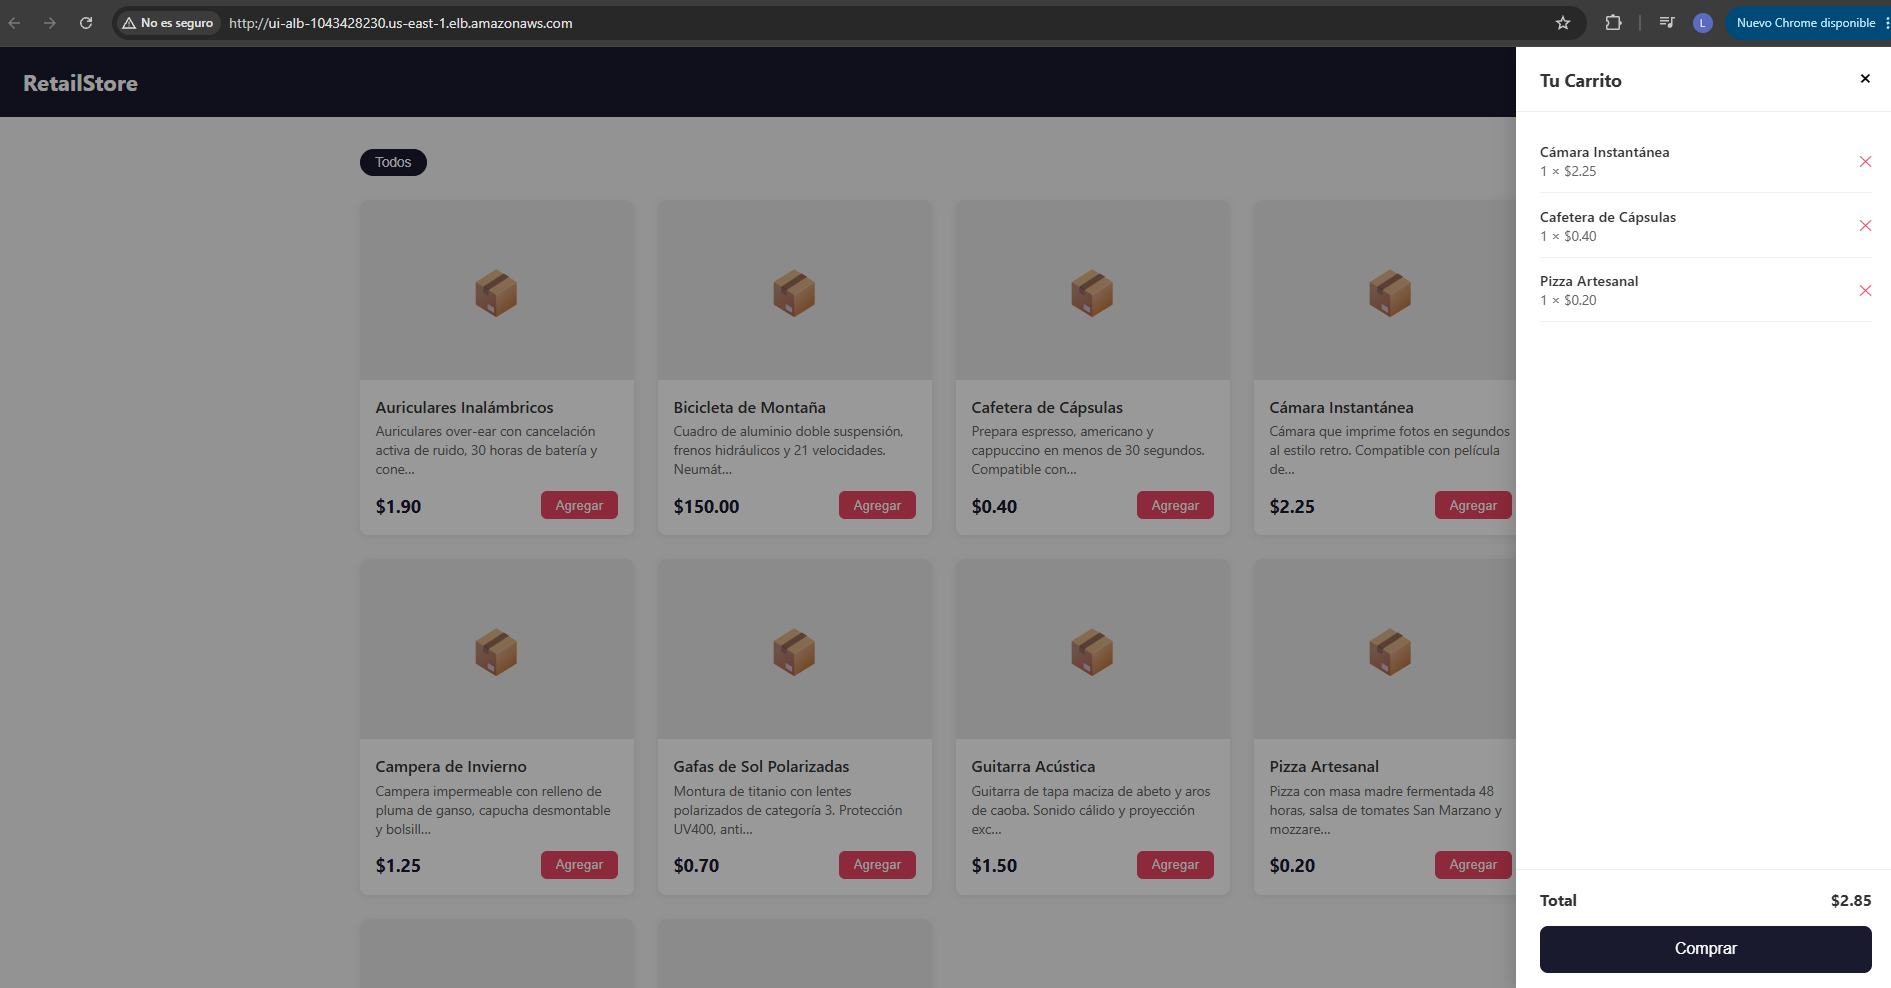 No es seguro
http://ui-alb-1043428230.us-east-1.elb.amazonaws.com
L
Nuevo Chrome disponible
RetailStore
Todos
Auriculares Inalámbricos
Auriculares over-ear con cancelación
activa de ruido, 30 horas de batería y
cone...
$1.90
Agregar
Bicicleta de Montaña
Cuadro de aluminio doble suspensión,
frenos hidráulicos y 21 velocidades.
Neumát...
$150.00
Agregar
Cafetera de Cápsulas
Prepara espresso, americano y
cappuccino en menos de 30 segundos.
Compatible con...
$0.40
Agregar
Cámara Instantánea
Cámara que imprime fotos en segundos
al estilo retro. Compatible con película
de...
$2.25
Agregar
Campera de Invierno
Campera impermeable con relleno de
pluma de ganso, capucha desmontable
y bolsill...
$1.25
Agregar
Gafas de Sol Polarizadas
Montura de titanio con lentes
polarizados de categoría 3. Protección
UV400, anti...
$0.70
Agregar
Guitarra Acústica
Guitarra de tapa maciza de abeto y aros
de caoba. Sonido cálido y proyección
exc...
$1.50
Agregar
Pizza Artesanal
Pizza con masa madre fermentada 48
horas, salsa de tomates San Marzano y
mozzare...
$0.20
Agregar
Tu Carrito
Cámara Instantánea
1 × $2.25
Cafetera de Cápsulas
1 × $0.40
Pizza Artesanal
1 × $0.20
Total
$2.85
Comprar